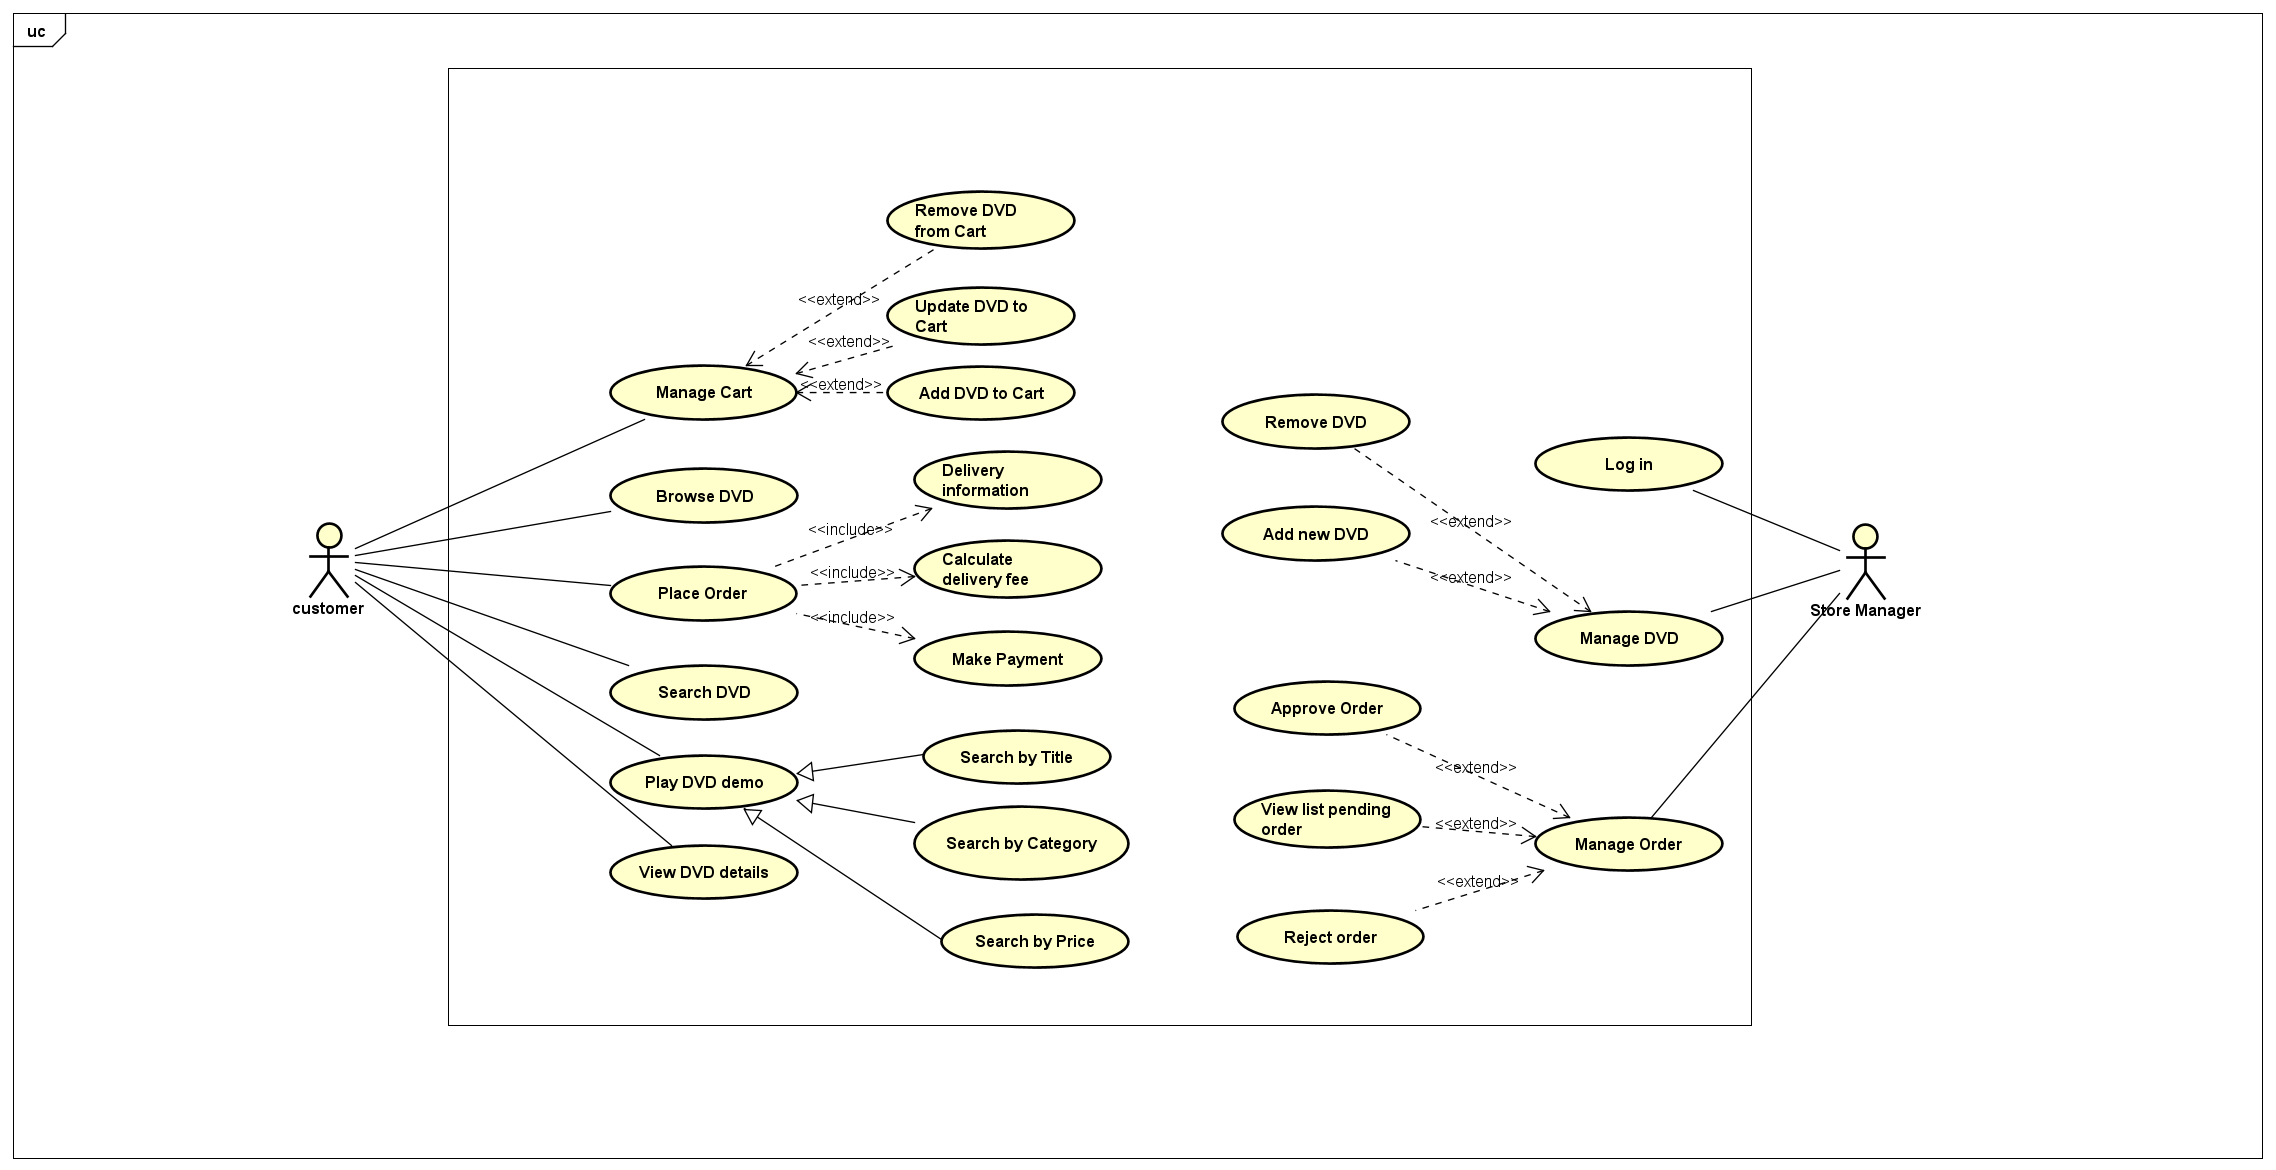 uc
Remove DVD
from Cart
<<extend>>
Update DVD to
Cart
<<extend>>
Manage Cart
<<extend>>
Add DVD to Cart
Browse DVD
Delivery
information
<<include>>
Calculate
delivery fee
<<include>>
Place Order
<<include>>
Make Payment
customer
Search DVD
Play DVD demo
Search by Title
Search by Category
View DVD details
Search by Price
Remove DVD
Log in
<<extend>>
Add new DVD
<<extend>>
Store Manager
Manage DVD
Approve Order
<<extend>>
View list pending
order
<<extend>>
Manage Order
<<extend>>
Reject order